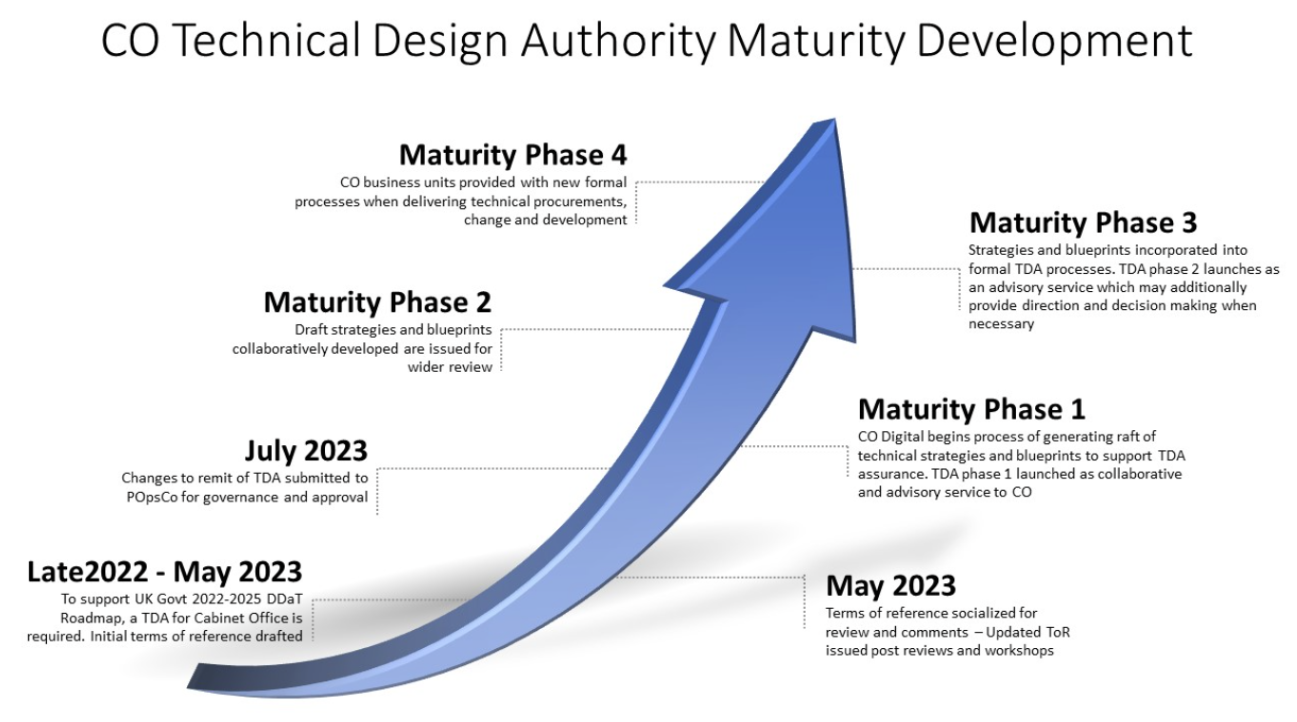 CO Technical Design Authority Maturity Development
Maturity Phase 4
CO business units provided with new formal
processes when delivering technical procurements,
change and development
Maturity Phase 3
Strategies and blueprints incorporated into
formal TDA processes. TDA phase 2 launches as
an advisory service which may additionally
provide direction and decision making when
necessary
Maturity Phase 2
Draft strategies and blueprints
collaboratively developed are issued for
wider review
Maturity Phase 1
CO Digital begins process of generating raft of
technical strategies and blueprints to support TDA
assurance. TDA phase 1 launched as collaborative
and advisory service to CO
July 2023
Changes to remit of TDA submitted to
POpsCo for governance and approval
Late2022 - May 2023
To support UK Govt 2022-2025 DDaT
Roadmap, a TDA for Cabinet Office is
required. Initial terms of reference drafted
May 2023
Terms of reference socialized for
review and comments – Updated ToR
issued post reviews and workshops